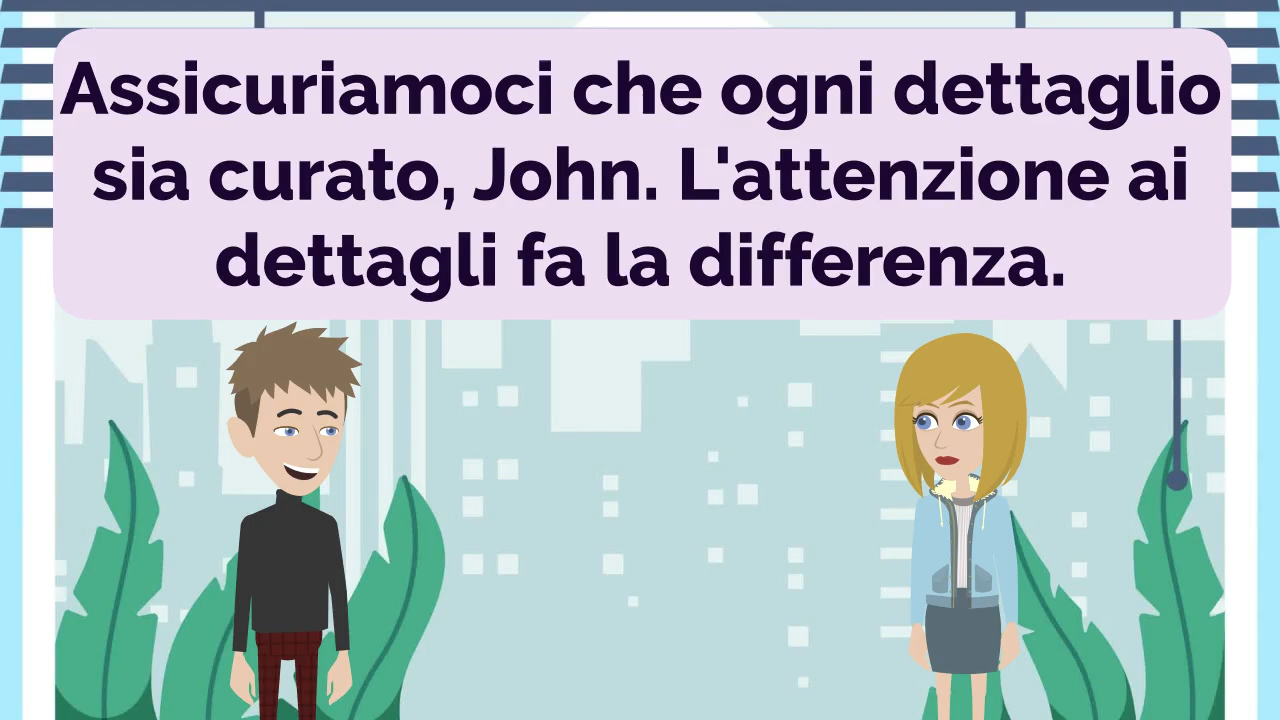 Assicuriamoci che ogni dettaglio
sia curato, John. L'attenzione ai
dettagli fa la differenza.